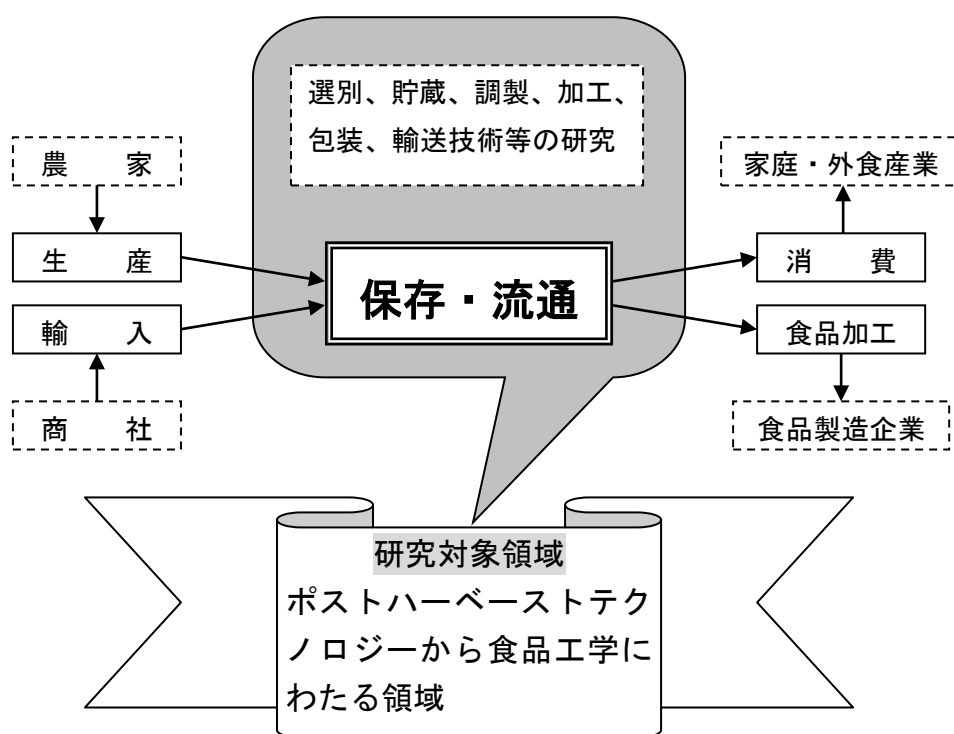 選別、貯蔵、調製、加工、
包装、輸送技術等の研究
農　家
生　産
輸　入
商　社
保存・流通
家庭・外食産業
消　費
食品加工
食品製造企業
研究対象領域
ポストハーベーストテク
ノロジーから食品工学に
わたる領域